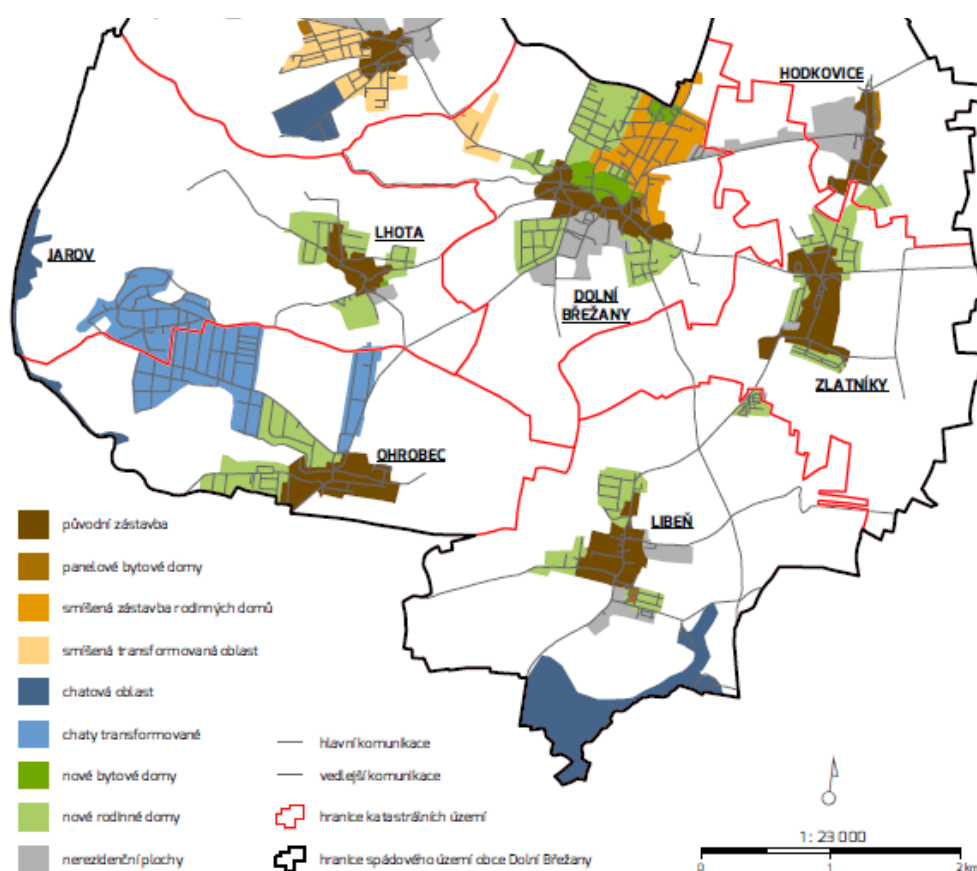 HODKOVICE
JAROV
LHOTA
DOLNÍ
BŘEŽANY
ZLATNÍKY
OHROBEC
LIBEŇ
původní zástavba
panelové bytové domy
smíšená zástavba rodinných domů
smíšená transformovaná oblast
chatová oblast
chaty transformované
nové bytové domy
nové rodinné domy
nerezidenční plochy
hlavní komunikace
vedlejší komunikace
hranice katastrálních území
hranice spádového území obce Dolní Břežany
1: 23 000
0 1 2 km